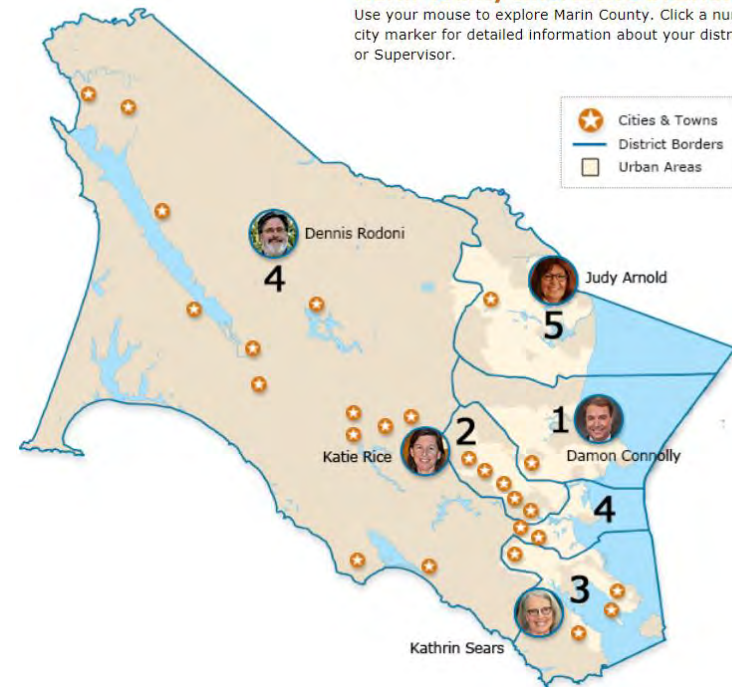 Use your mouse to explore Marin County. Click a
city marker for detailed information about your
or Supervisor.
Cities & Towns
District Borders
Urban Areas
Dennis Rodoni
4
Judy Arnold
5
1
Damon Connolly
2
Katie Rice
4
3
Kathrin Sears